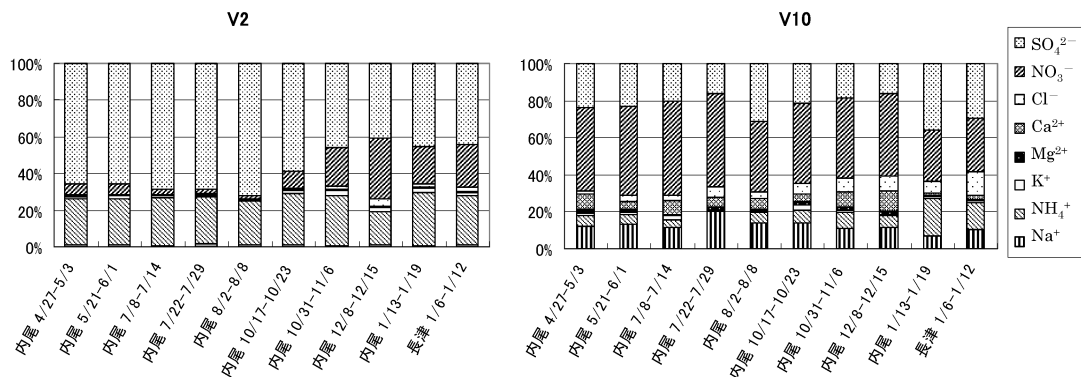 V2
100%
80%
60%
40%
20%
0%
内尾 4/27-5/3
内尾 5/21-6/1
内尾 7/8-7/14
内尾 7/22-7/29
内尾 8/2-8/8
内尾 10/17-10/23
内尾 10/31-11/6
内尾 12/8-12/15
内尾 1/13-1/19
長津 1/6-1/12
V10
100%
80%
60%
40%
20%
0%
内尾 4/27-5/3
内尾 5/21-6/1
内尾 7/8-7/14
内尾 7/22-7/29
内尾 8/2-8/8
内尾 10/17-10/23
内尾 10/31-11/6
内尾 12/8-12/15
内尾 1/13-1/19
長津 1/6-1/12
SO₄²⁻
NO₃⁻
Cl⁻
Ca²⁺
Mg²⁺
K⁺
NH₄⁺
Na⁺